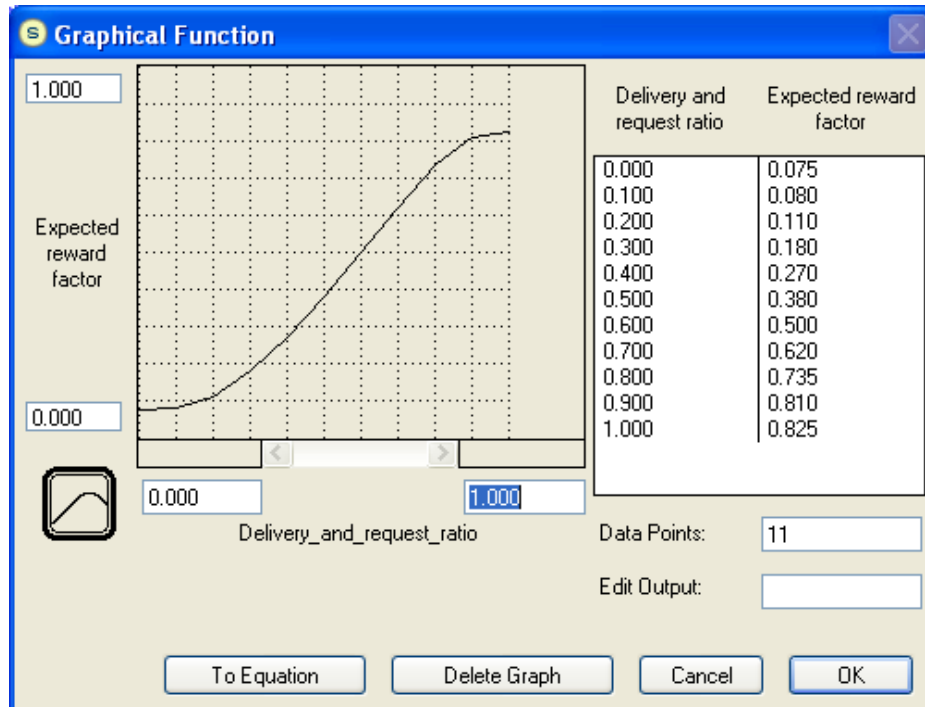 S Graphical Function
1.000
Expected
reward
factor
0.000
0.000
1.000
Delivery_and_request_ratio
Delivery and
request ratio
Expected reward
factor
0.000 0.075
0.100 0.080
0.200 0.110
0.300 0.180
0.400 0.270
0.500 0.380
0.600 0.500
0.700 0.620
0.800 0.735
0.900 0.810
1.000 0.825
Data Points: 11
Edit Output:
To Equation
Delete Graph
Cancel
OK